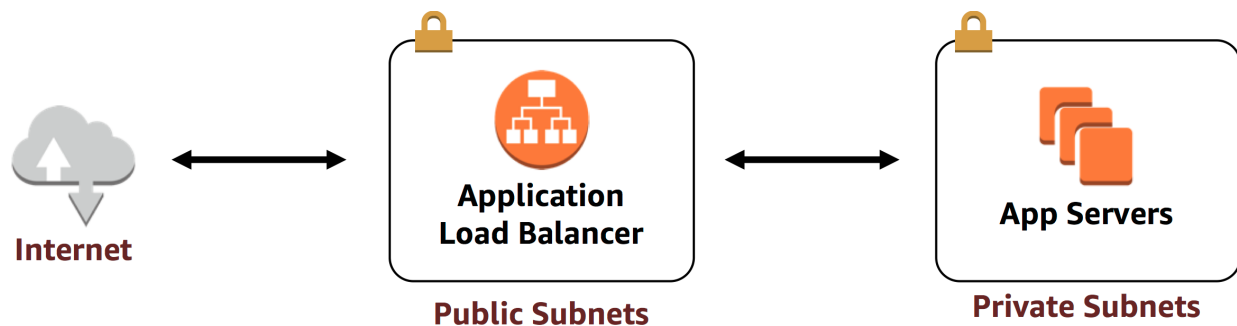 Internet
Application
Load Balancer
Public Subnets
App Servers
Private Subnets